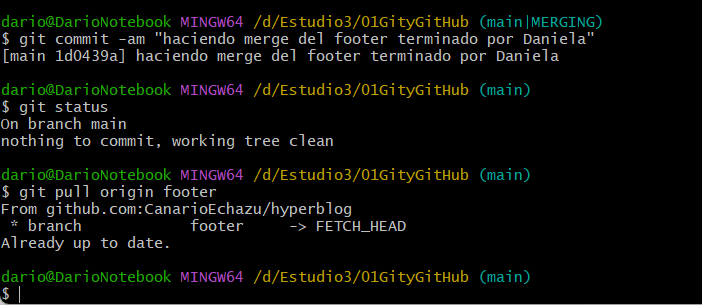 dario@DarioNotebook MINGW64 /d/Estudio3/01GityGitHub (main|MERGING)
$ git commit -am "haciendo merge del footer terminado por Daniela"
[main 1d0439a] haciendo merge del footer terminado por Daniela
dario@DarioNotebook MINGW64 /d/Estudio3/01GityGitHub (main)
$ git status
On branch main
nothing to commit, working tree clean
dario@DarioNotebook MINGW64 /d/Estudio3/01GityGitHub (main)
$ git pull origin footer
From github.com:CanarioEchazu/hyperblog
 * branch            footer     -> FETCH_HEAD
Already up to date.
dario@DarioNotebook MINGW64 /d/Estudio3/01GityGitHub (main)
$